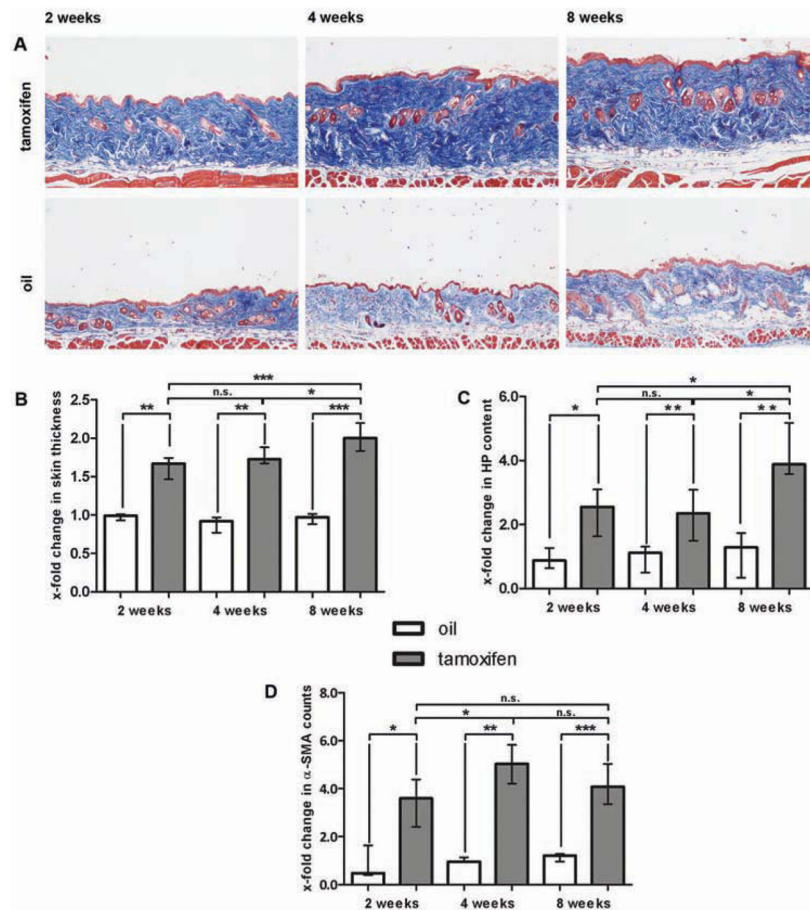 2 weeks 4 weeks 8 weeks
A
tamoxifen
oil
B
x-fold change in skin thickness
2.5
2.0
1.5
1.0
0.5
0.0
***
n.s. *
** ** ***
2 weeks 4 weeks 8 weeks
C
x-fold change in HP content
6.0
4.0
2.0
0.0
*
n.s. *
* ** **
2 weeks 4 weeks 8 weeks
oil
tamoxifen
D
x-fold change in α-SMA counts
8.0
6.0
4.0
2.0
0.0
n.s.
* n.s.
* ** ***
2 weeks 4 weeks 8 weeks